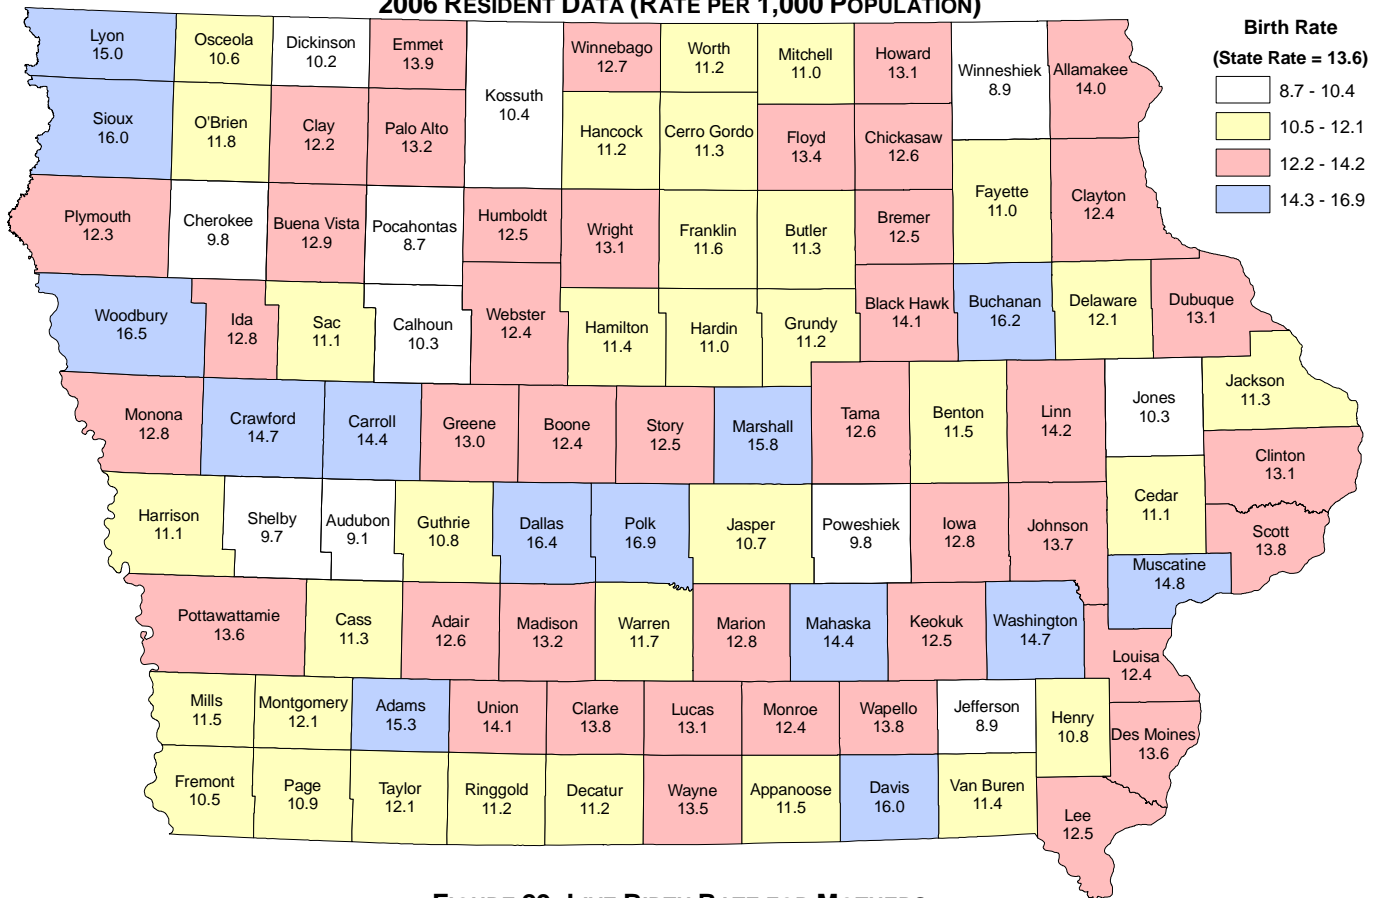 2006 RESIDENT DATA (RATE PER 1,000 POPULATION)
Birth Rate
(State Rate = 13.6)
8.7 - 10.4
10.5 - 12.1
12.2 - 14.2
14.3 - 16.9
Lyon
15.0
Osceola
10.6
Dickinson
10.2
Emmet
13.9
Kossuth
10.4
Winnebago
12.7
Worth
11.2
Mitchell
11.0
Howard
13.1
Winneshiek
8.9
Allamakee
14.0
Sioux
16.0
O'Brien
11.8
Clay
12.2
Palo Alto
13.2
Hancock
11.2
Cerro Gordo
11.3
Floyd
13.4
Chickasaw
12.6
Fayette
11.0
Clayton
12.4
Plymouth
12.3
Cherokee
9.8
Buena Vista
12.9
Pocahontas
8.7
Humboldt
12.5
Wright
13.1
Franklin
11.6
Butler
11.3
Bremer
12.5
Woodbury
16.5
Ida
12.8
Sac
11.1
Calhoun
10.3
Webster
12.4
Hamilton
11.4
Hardin
11.0
Grundy
11.2
Black Hawk
14.1
Buchanan
16.2
Delaware
12.1
Dubuque
13.1
Monona
12.8
Crawford
14.7
Carroll
14.4
Greene
13.0
Boone
12.4
Story
12.5
Marshall
15.8
Tama
12.6
Benton
11.5
Linn
14.2
Jones
10.3
Jackson
11.3
Clinton
13.1
Harrison
11.1
Shelby
9.7
Audubon
9.1
Guthrie
10.8
Dallas
16.4
Polk
16.9
Jasper
10.7
Poweshiek
9.8
Iowa
12.8
Johnson
13.7
Cedar
11.1
Scott
13.8
Muscatine
14.8
Pottawattamie
13.6
Cass
11.3
Adair
12.6
Madison
13.2
Warren
11.7
Marion
12.8
Mahaska
14.4
Keokuk
12.5
Washington
14.7
Louisa
12.4
Mills
11.5
Montgomery
12.1
Adams
15.3
Union
14.1
Clarke
13.8
Lucas
13.1
Monroe
12.4
Wapello
13.8
Jefferson
8.9
Henry
10.8
Des Moines
13.6
Fremont
10.5
Page
10.9
Taylor
12.1
Ringgold
11.2
Decatur
11.2
Wayne
13.5
Appanoose
11.5
Davis
16.0
Van Buren
11.4
Lee
12.5